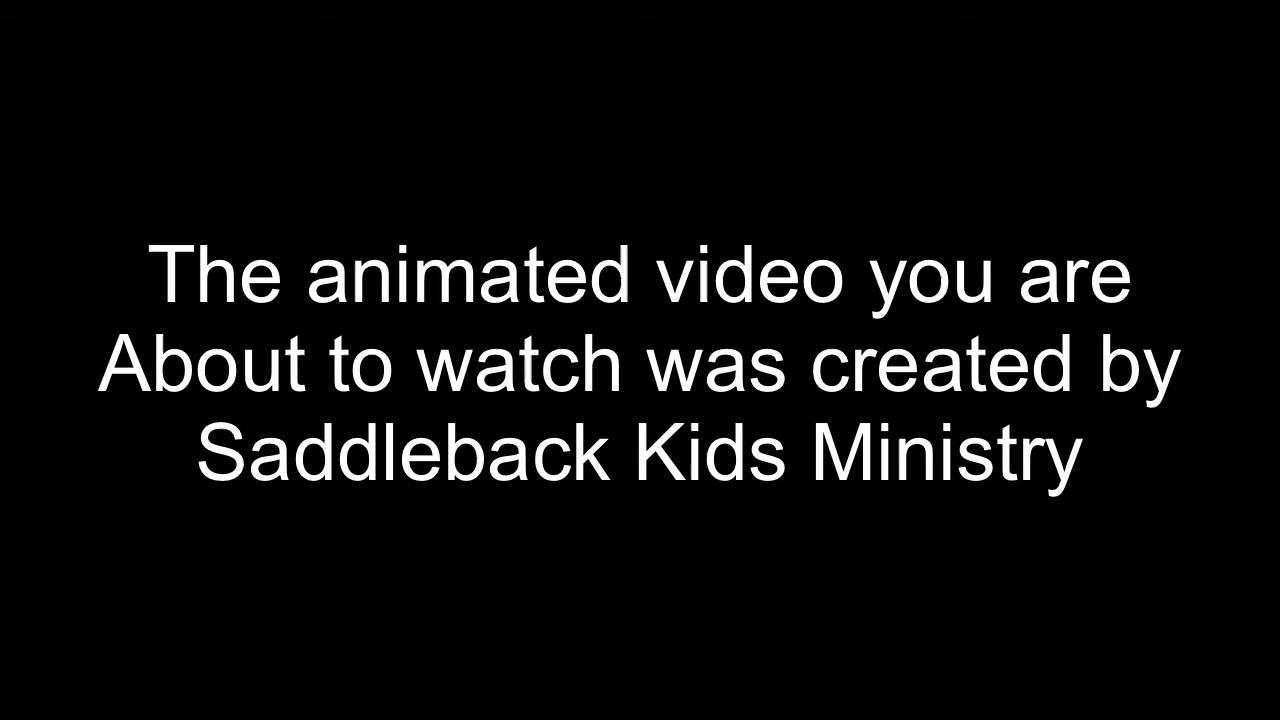 The animated video you are
About to watch was created by
Saddleback Kids Ministry